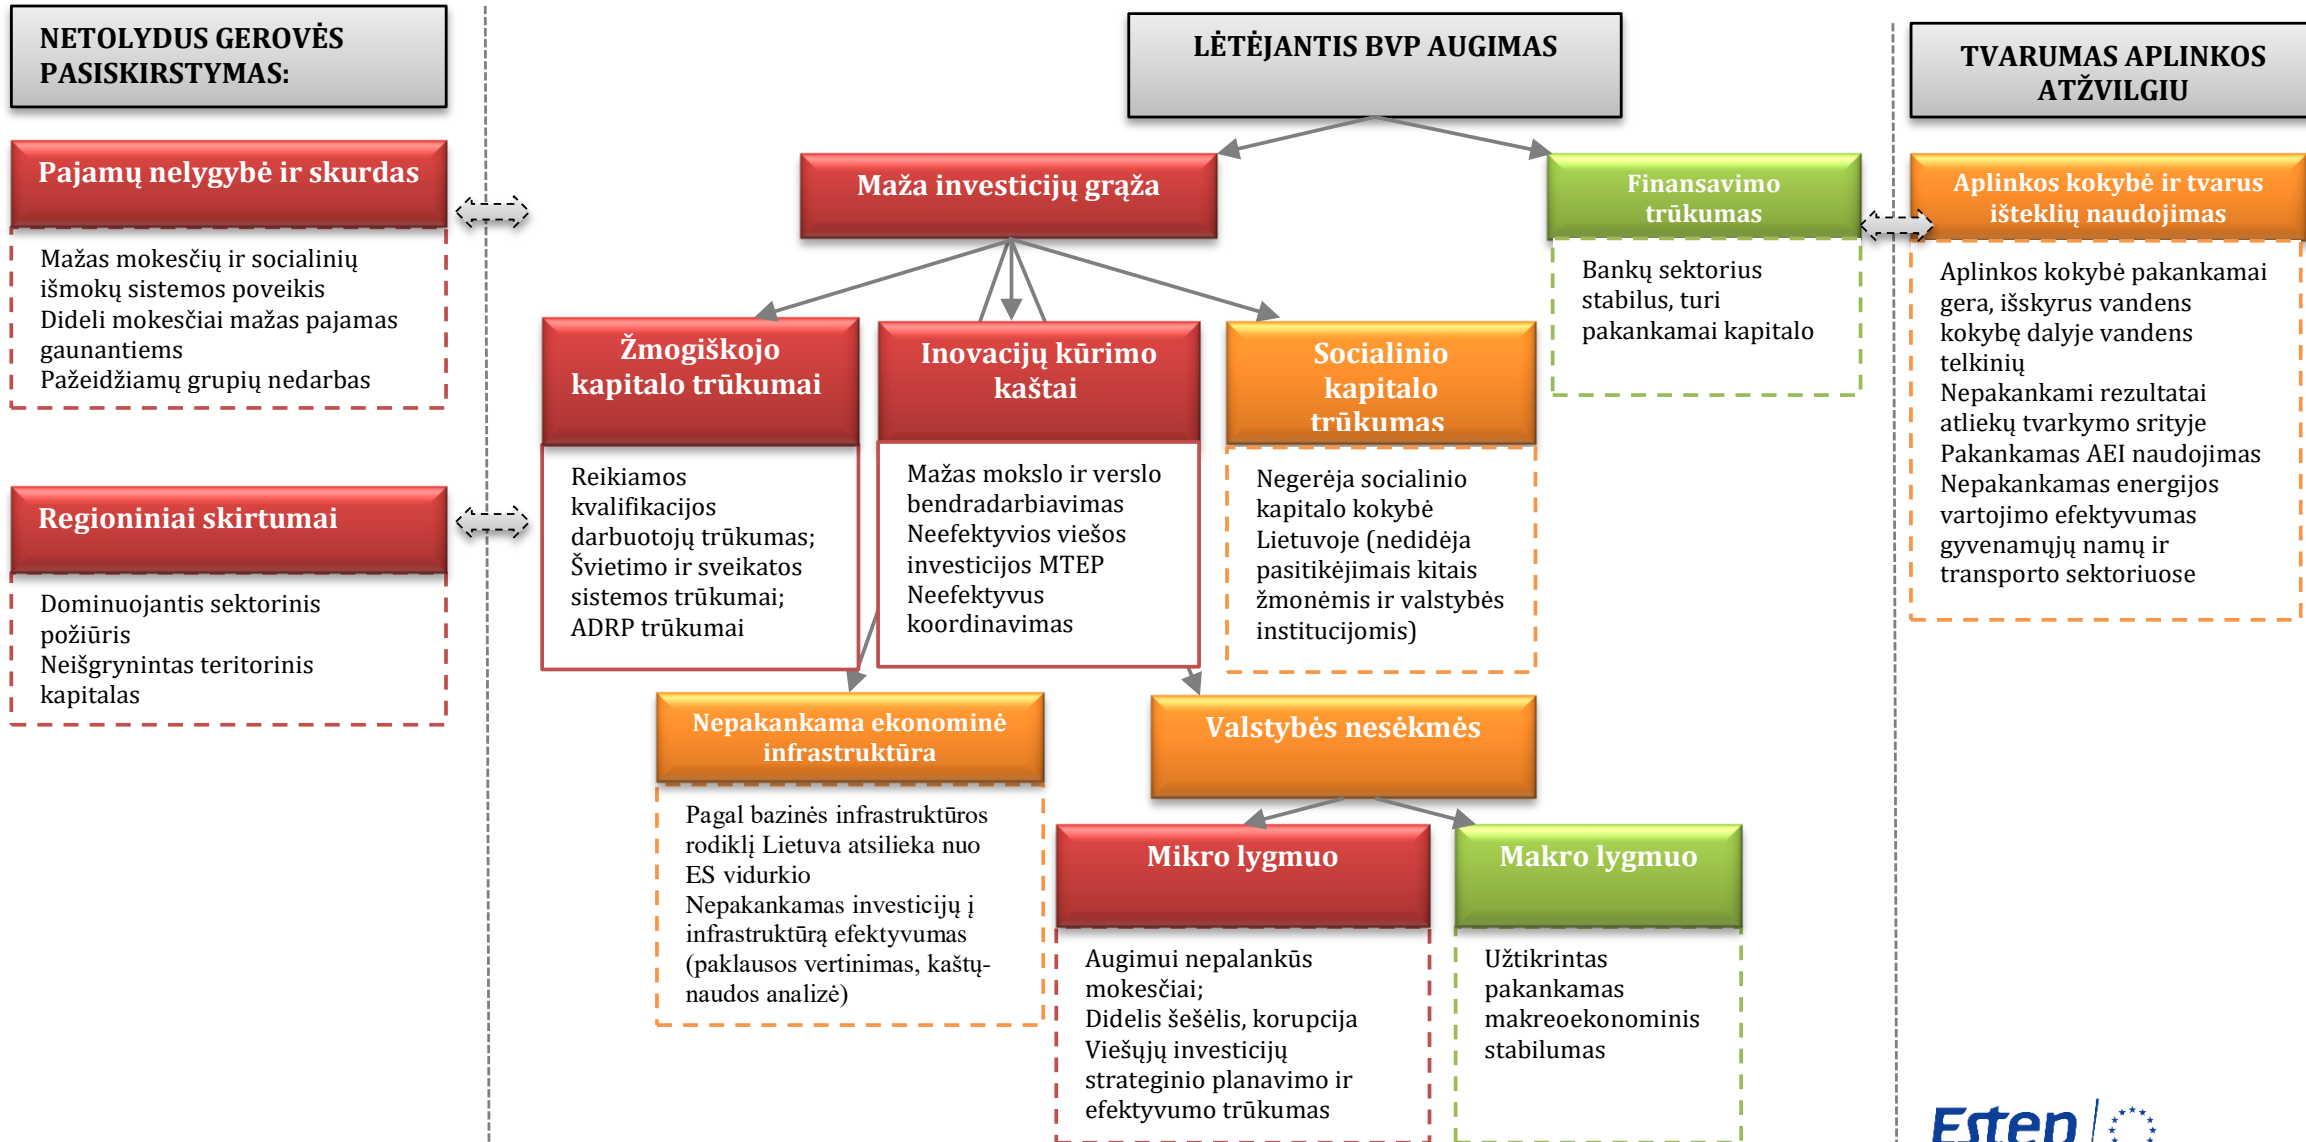 NETOLYDUS GEROVĖS
PASISKIRSTYMAS:
Pajamų nelygybė ir skurdas
Mažas mokesčių ir socialinių
išmokų sistemos poveikis
Dideli mokesčiai mažas pajamas
gaunantiems
Pažeidžiamų grupių nedarbas
Regioniniai skirtumai
Dominuojantis sektorinis
požiūris
Neišgrynintas teritorinis
kapitalas
LĖTĖJANTIS BVP AUGIMAS
Maža investicijų grąža
Finansavimo
trūkumas
Bankų sektorius
stabilus, turi
pakankamai kapitalo
Žmogiškojo
kapitalo trūkumai
Reikiamos
kvalifikacijos
darbuotojų trūkumas;
Švietimo ir sveikatos
sistemos trūkumai;
ADRP trūkumai
Inovacijų kūrimo
kaštai
Mažas mokslo ir verslo
bendradarbiavimas
Neefektyvios viešos
investicijos MTEP
Neefektyvus
koordinavimas
Socialinio
kapitalo
trūkumas
Negerėja socialinio
kapitalo kokybė
Lietuvoje (nedidėja
pasitikėjimais kitais
žmonėmis ir valstybės
institucijomis)
Nepakankama ekonominė
infrastruktūra
Pagal bazinės infrastruktūros
rodiklį Lietuva atsilieka nuo
ES vidurkio
Nepakankamas investicijų į
infrastruktūrą efektyvumas
(paklausos vertinimas, kaštų-
naudos analizė)
Valstybės nesėkmės
Mikro lygmuo
Augimui nepalankūs
mokesčiai;
Didelis šešėlis, korupcija
Viešųjų investicijų
strateginio planavimo ir
efektyvumo trūkumas
Makro lygmuo
Užtikrintas
pakankamas
makreoekonominis
stabilumas
TVARUMAS APLINKOS
ATŽVILGIU
Aplinkos kokybė ir tvarus
išteklių naudojimas
Aplinkos kokybė pakankamai
gera, išskyrus vandens
kokybę dalyje vandens
telkinių
Nepakankami rezultatai
atliekų tvarkymo srityje
Pakankamas AEI naudojimas
Nepakankamas energijos
vartojimo efektyvumas
gyvenamųjų namų ir
transporto sektoriuose
Estep